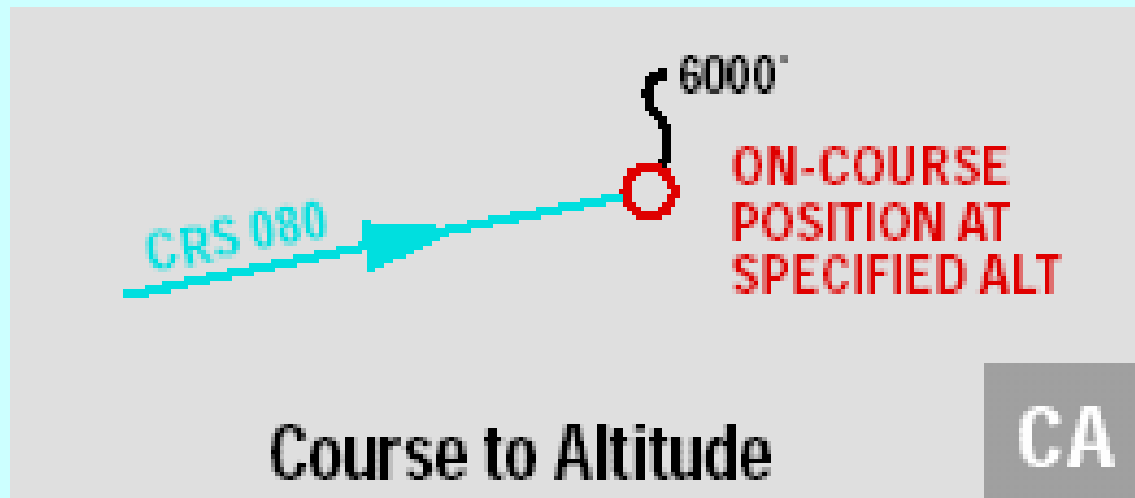 6000'
ON-COURSE
POSITION AT
SPECIFIED ALT
CRS 080
Course to Altitude
CA